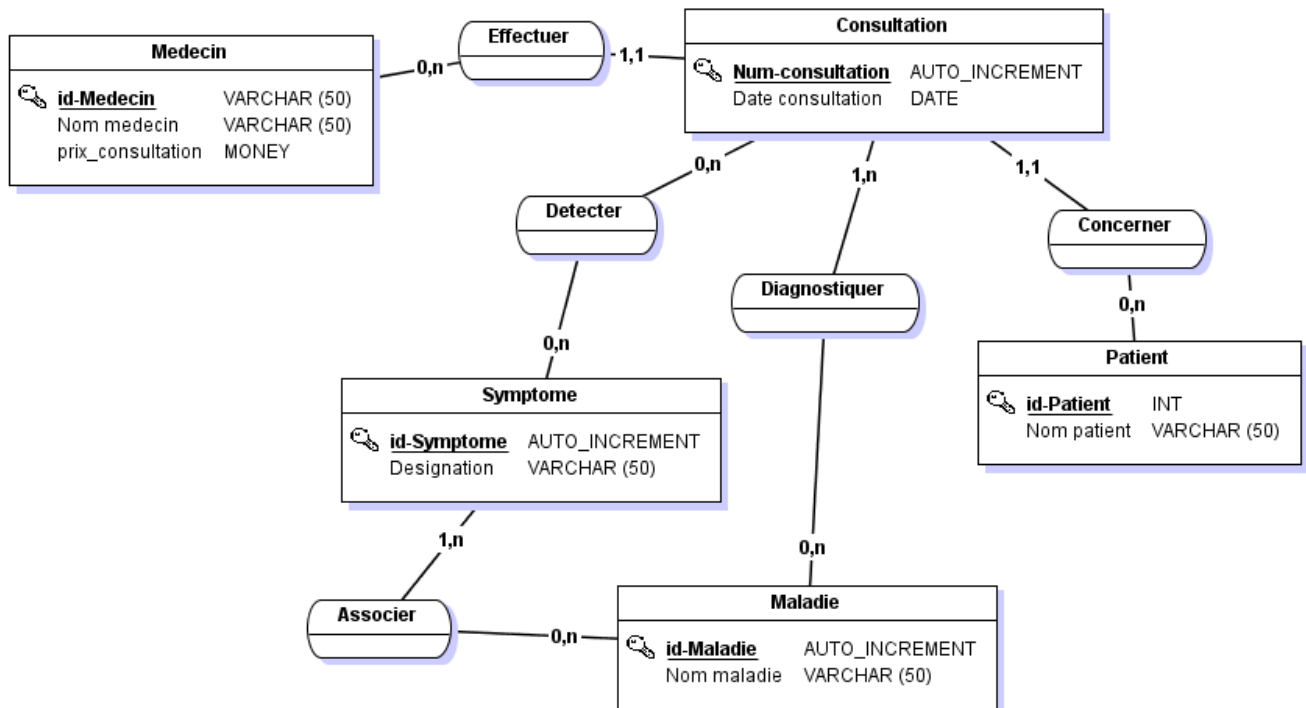 Medecin
id-Medecin VARCHAR (50)
Nom medecin VARCHAR (50)
prix_consultation MONEY
0,n
Effectuer
1,1
Consultation
Num-consultation AUTO_INCREMENT
Date consultation DATE
0,n
1,n
1,1
Detecter
Diagnostiquer
Concerner
0,n
0,n
Symptome
id-Symptome AUTO_INCREMENT
Designation VARCHAR (50)
Patient
id-Patient INT
Nom patient VARCHAR (50)
1,n
0,n
Associer
0,n
Maladie
id-Maladie AUTO_INCREMENT
Nom maladie VARCHAR (50)